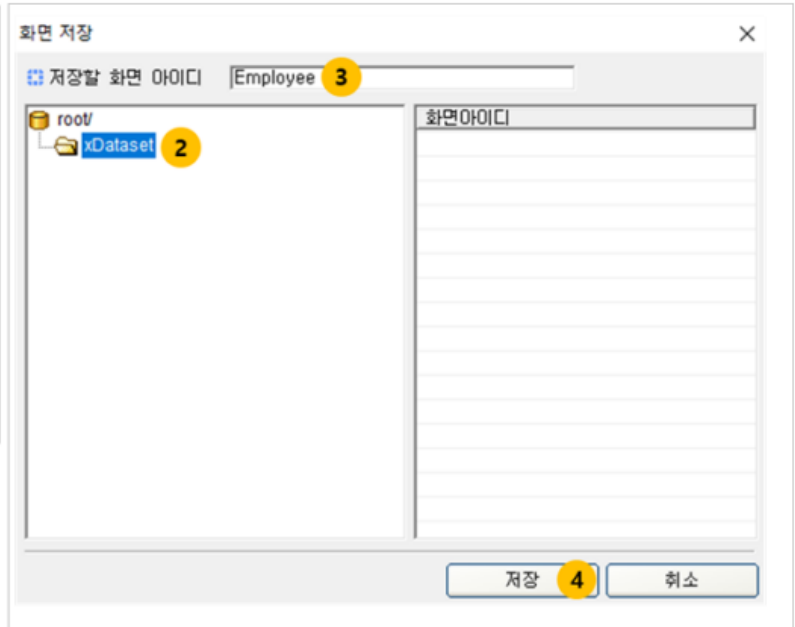 화면 저장
저장할 화면 아이디 Employee 3
root/
xDataset 2
화면아이디
저장 4 취소